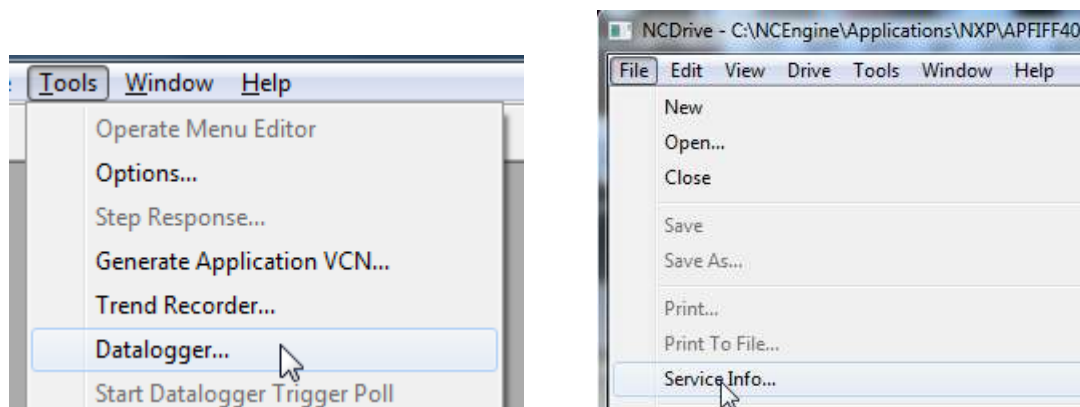 Tools Window Help
Operate Menu Editor
Options...
Step Response...
Generate Application VCN...
Trend Recorder...
Datalogger...
Start Datalogger Trigger Poll
NCDrive - C:\NCEngine\Applications\NXP\APFIFF40
File Edit View Drive Tools Window Help
New
Open...
Close
Save
Save As...
Print...
Print To File...
Service Info...